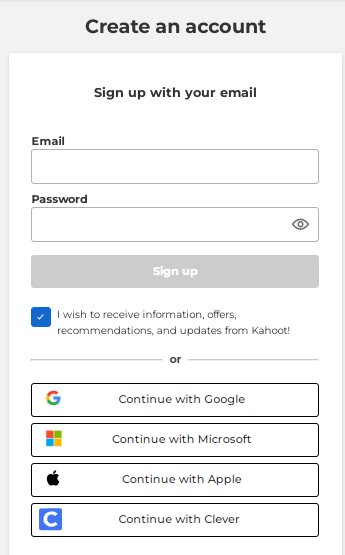 Create an account
Sign up with your email
Email
Password
Sign up
I wish to receive information, offers,
recommendations, and updates from Kahoot!
or
Continue with Google
Continue with Microsoft
Continue with Apple
Continue with Clever